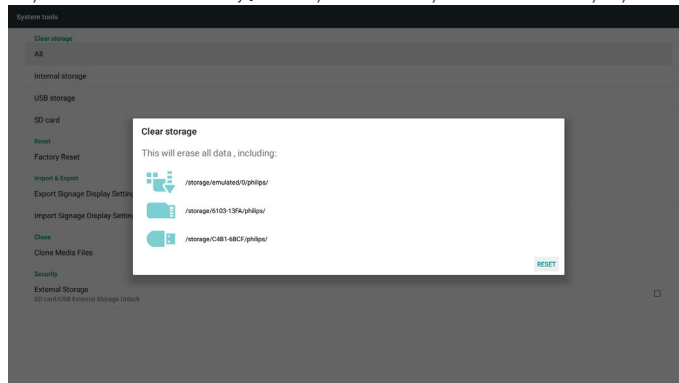 System tools
Clear storage
All
Internal storage
USB storage
SD card
Reset
Factory Reset
Import & Export
Export Signage Display Setting
Import Signage Display Settin
Clone
Clone Media Files
Security
External Storage
SD card/USB External Storage Unlock
Clear storage
This will erase all data , including:
/storage/emulated/0/philips/
/storage/6103-13FA/philips/
/storage/C4B1-6BCF/philips/
RESET